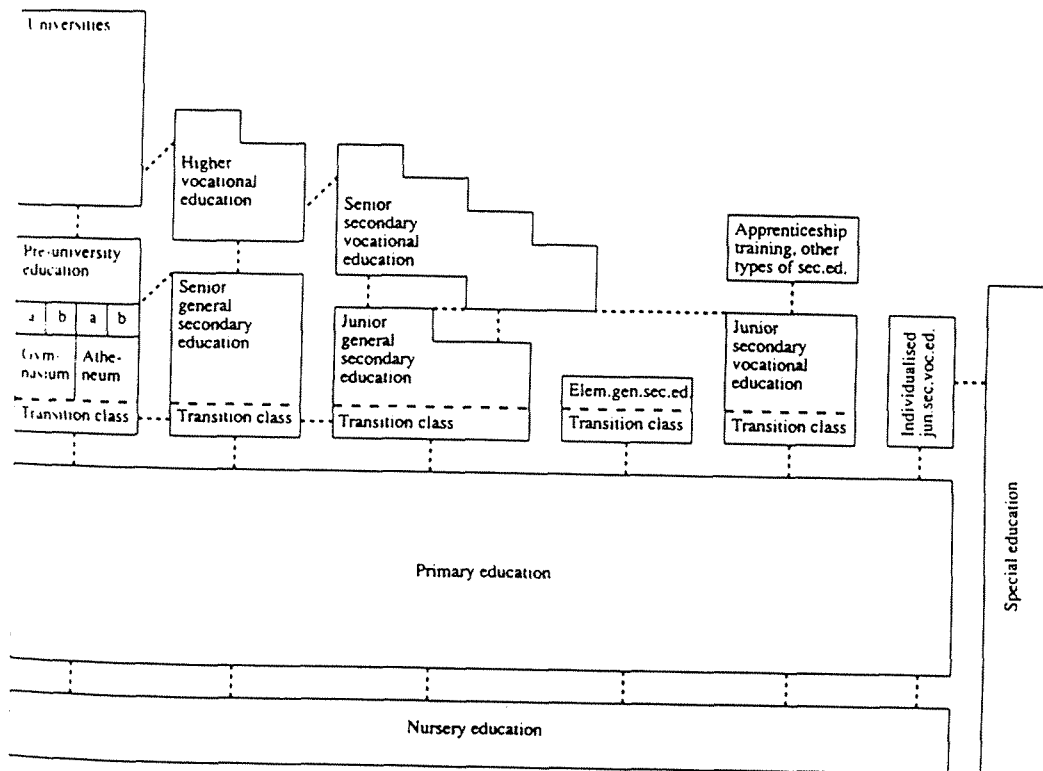 Universities
Higher
vocational
education
Senior
secondary
vocational
education
Apprenticeship
training, other
types of sec.ed.
Pre-university
education
a b a b
Gym-
nasium
Athe-
neum
Transition class
Senior
general
secondary
education
Transition class
Junior
general
secondary
education
Transition class
Elem.gen.sec.ed.
Transition class
Junior
secondary
vocational
education
Transition class
Individualised
jun.sec.voc.ed.
Special education
Primary education
Nursery education